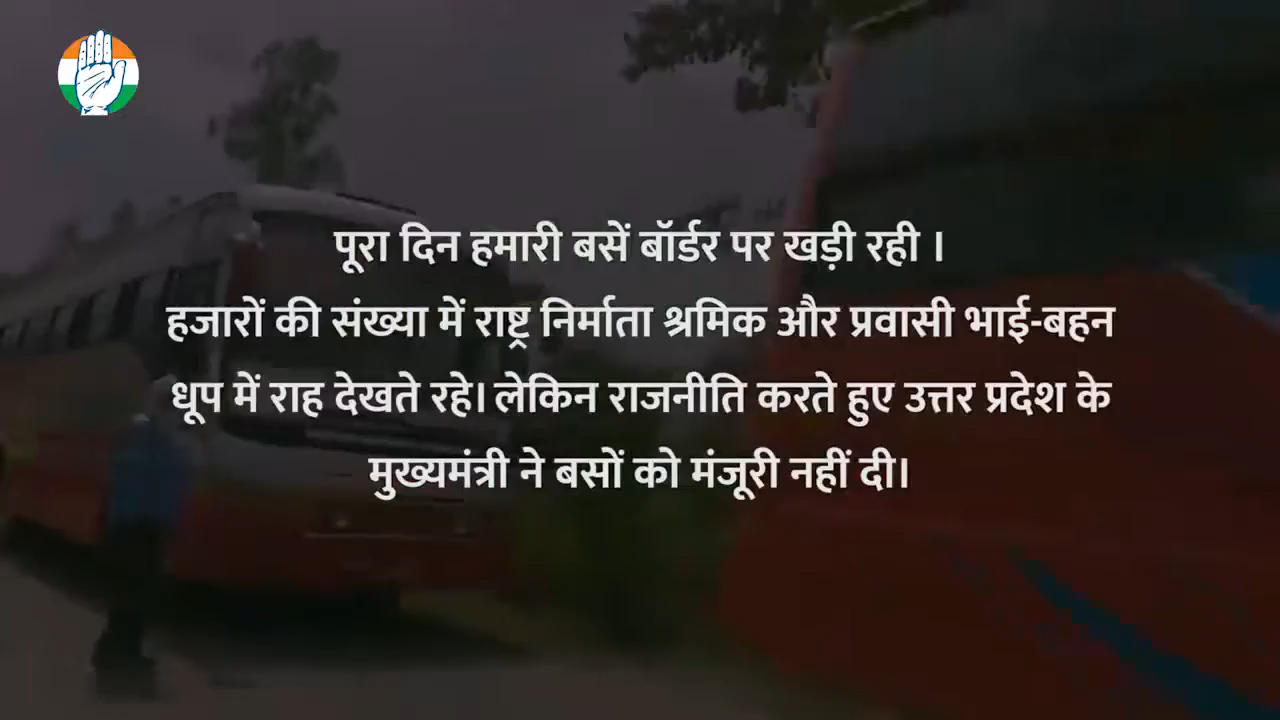 पूरा दिन हमारी बसें बॉर्डर पर खड़ी रही ।
हजारों की संख्या में राष्ट्र निर्माता श्रमिक और प्रवासी भाई-बहन
धूप में राह देखते रहे। लेकिन राजनीति करते हुए उत्तर प्रदेश के
मुख्यमंत्री ने बसों को मंजूरी नहीं दी।